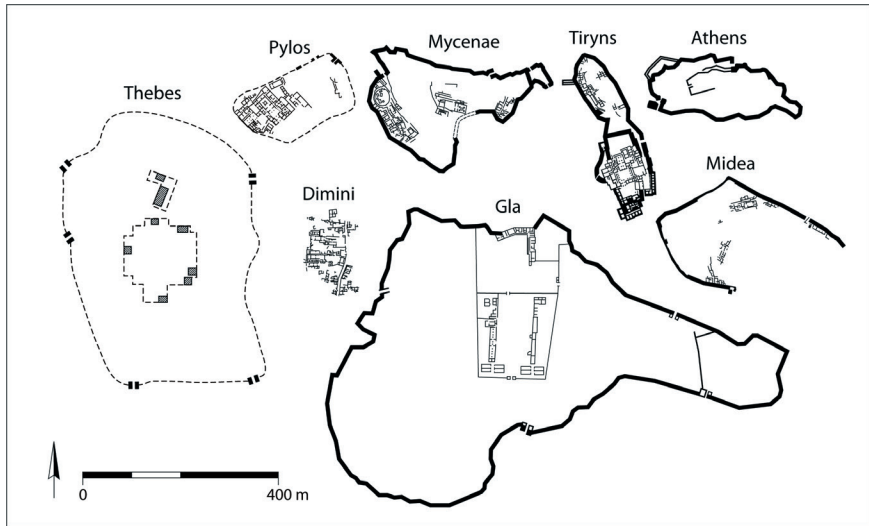 Pylos
Mycenae
Tiryns
Athens
Thebes
Midea
Dimini
Gla
0
400 m